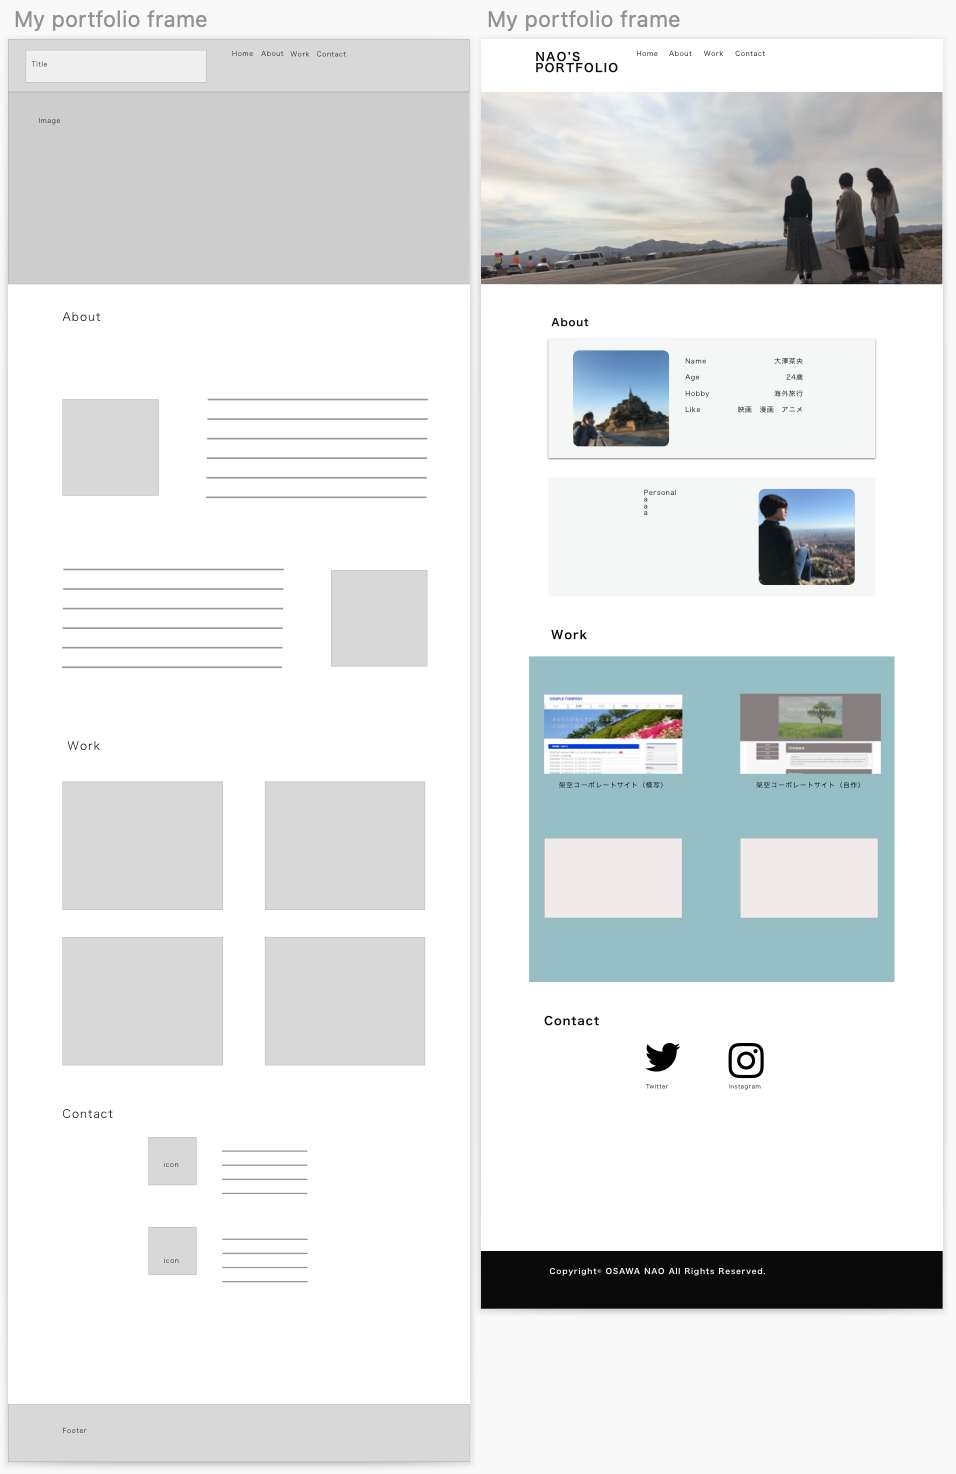 My portfolio frame
Title
Home About Work Contact
Image
About
Work
Contact
icon
icon
Footer
My portfolio frame
NAO'S
PORTFOLIO
Home About Work Contact
About
Name 大澤菜央
Age 24歳
Hobby 海外旅行
Like 映画 漫画 アニメ
Personal
a
a
a
Work
SAMPLE COMPANY
Company
架空コーポレートサイト（模写）
架空コーポレートサイト（自作）
Contact
Twitter
Instagram
Copyright© OSAWA NAO All Rights Reserved.